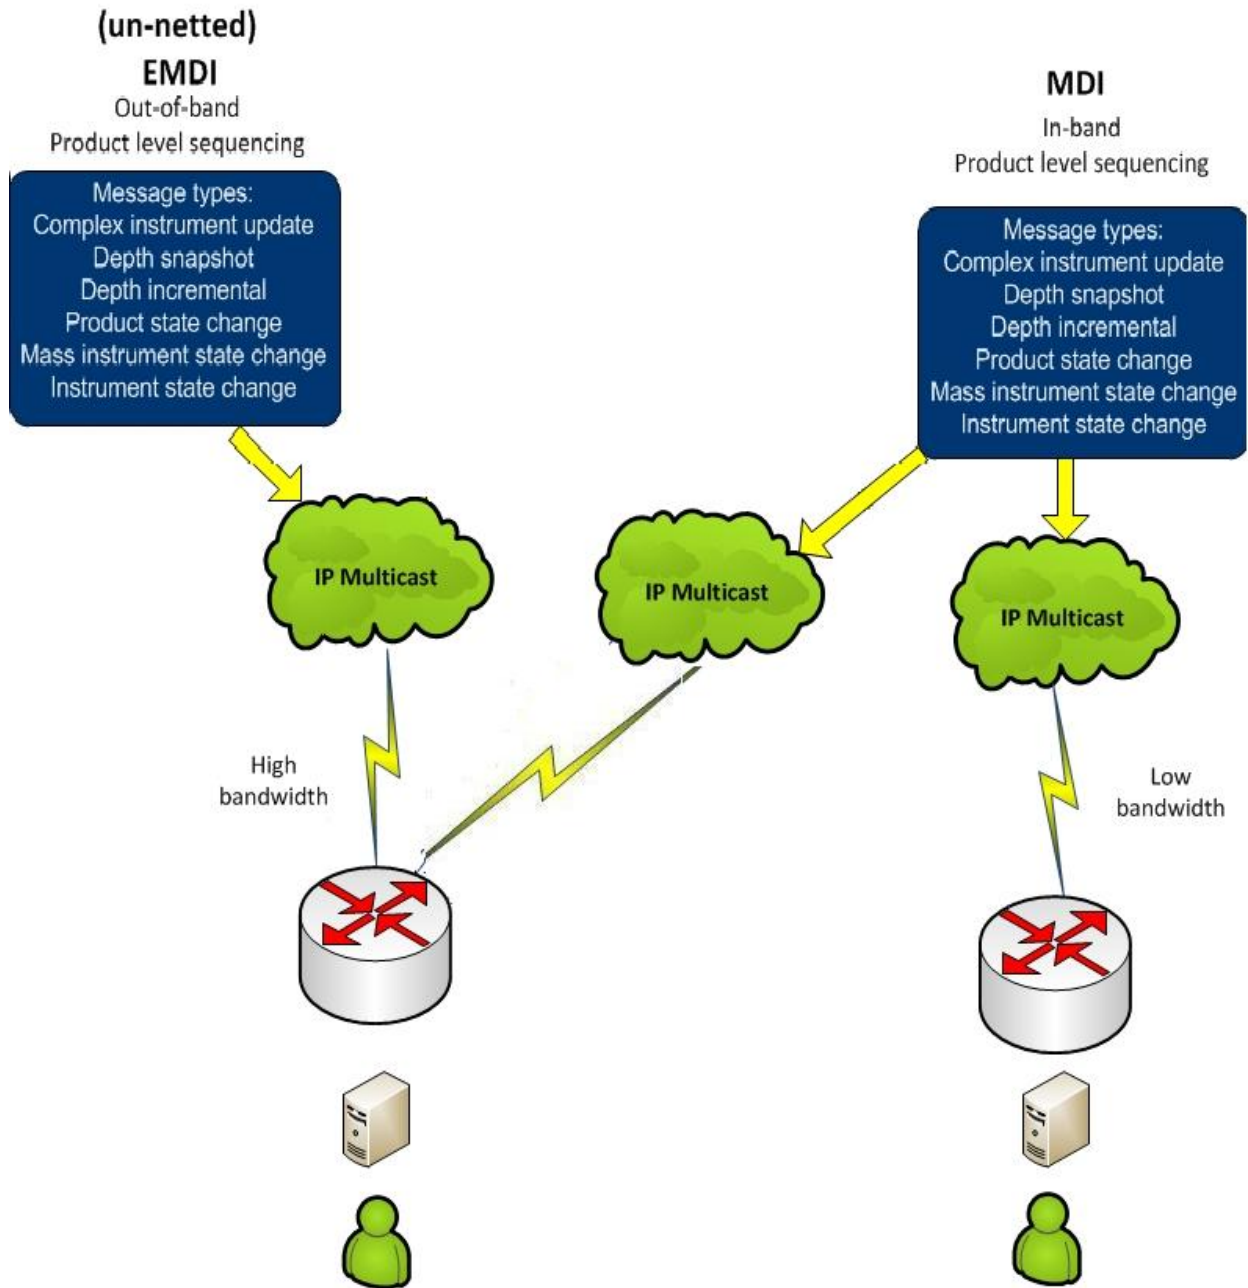 (un-netted)
EMDI
Out-of-band
Product level sequencing
Message types:
Complex instrument update
Depth snapshot
Depth incremental
Product state change
Mass instrument state change
Instrument state change
MDI
In-band
Product level sequencing
Message types:
Complex instrument update
Depth snapshot
Depth incremental
Product state change
Mass instrument state change
Instrument state change
IP Multicast
IP Multicast
IP Multicast
High
bandwidth
Low
bandwidth